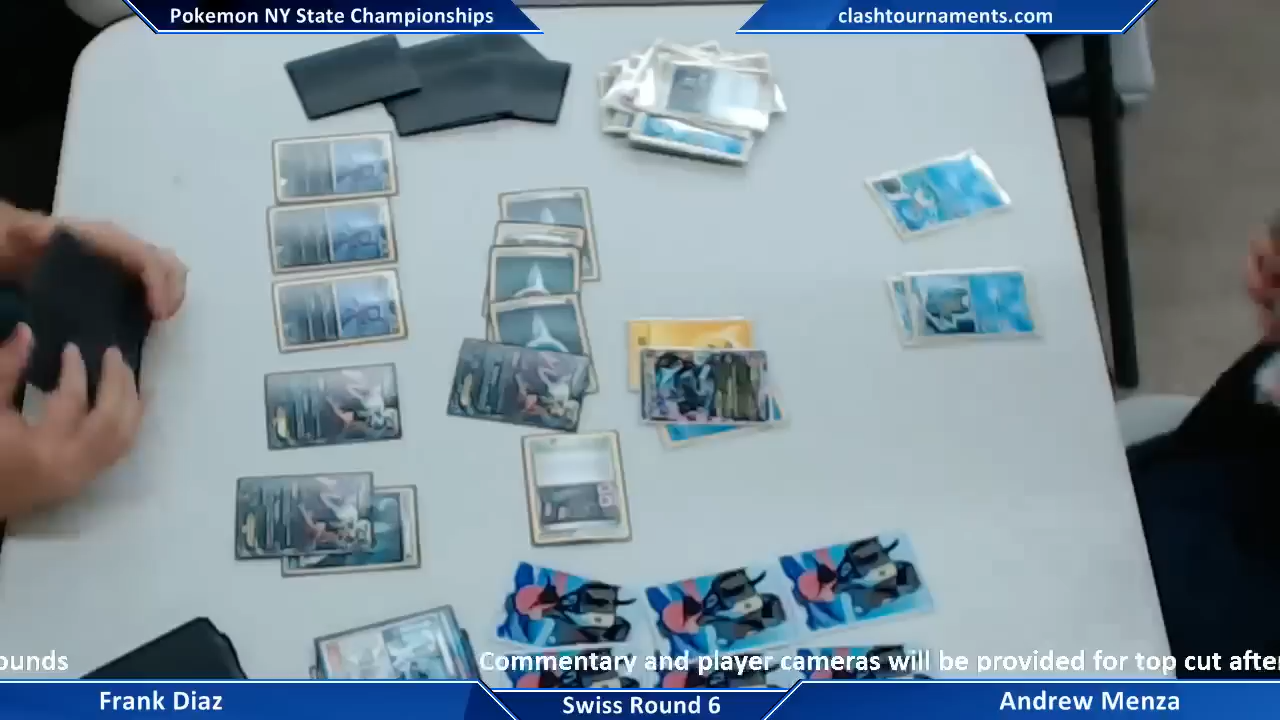 Pokemon NY State Championships
clashtournaments.com
ounds
Commentary and player cameras will be provided for top cut after
Frank Diaz
Swiss Round 6
Andrew Menza